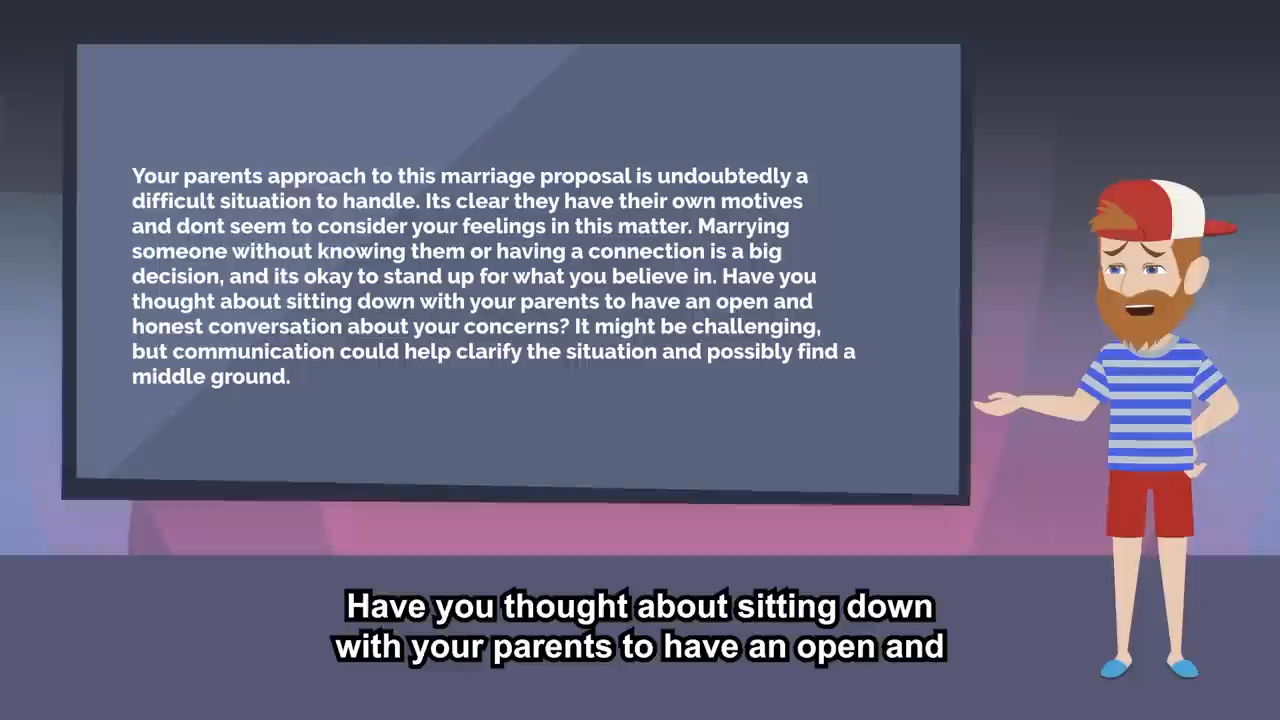 Your parents approach to this marriage proposal is undoubtedly a
difficult situation to handle. Its clear they have their own motives
and dont seem to consider your feelings in this matter. Marrying
someone without knowing them or having a connection is a big
decision, and its okay to stand up for what you believe in. Have you
thought about sitting down with your parents to have an open and
honest conversation about your concerns? It might be challenging,
but communication could help clarify the situation and possibly find a
middle ground.
Have you thought about sitting down
with your parents to have an open and